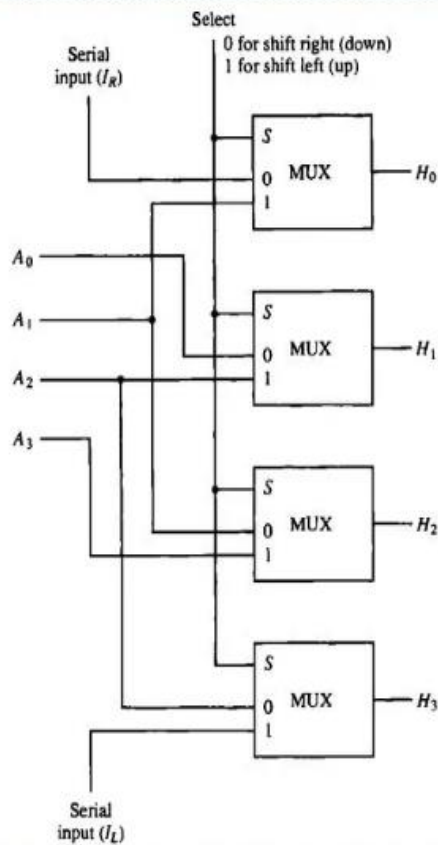 Select
0 for shift right (down)
1 for shift left (up)
Serial
input (I_R)
S
MUX
0
1
H_0
A_0
A_1
A_2
A_3
S
MUX
0
1
H_1
S
MUX
0
1
H_2
S
MUX
0
1
H_3
Serial
input (I_L)